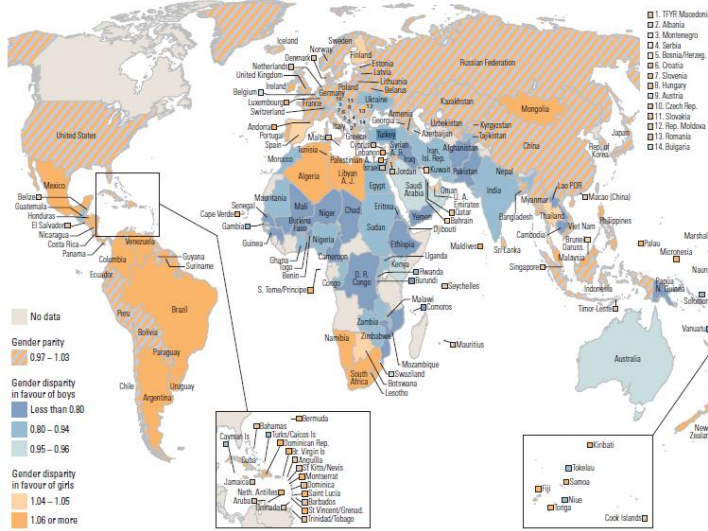 Iceland
Sweden
Norway
Finland
Denmark
Netherlands
United Kingdom
Ireland
Belgium
Luxembourg
France
Switzerland
Germany
Poland
Estonia
Latvia
Lithuania
Belarus
Ukraine
Andorra
Portugal
Spain
Italy
Malta
Greece
Turkey
Cyprus
Lebanon
Israel
Palestinian A. T.
Russian Federation
Kazakhstan
Mongolia
Armenia
Georgia
Azerbaijan
Uzbekistan
Kyrgyzstan
Tajikistan
Afghanistan
Syrian A. R.
Iraq
Iran, Isl. Rep.
Jordan
Kuwait
Pakistan
Nepal
India
China
Japan
Rep. of Korea
Macao (China)
Saudi Arabia
Oman
U. A. Emirates
Qatar
Bahrain
Yemen
Djibouti
Bangladesh
Myanmar
Lao PDR
Thailand
Cambodia
Viet Nam
Philippines
Brunei Daruss.
Malaysia
Singapore
Indonesia
Sri Lanka
Maldives
Palau
Micronesia
Marshal
Naur
Papua N. Guinea
Solomon
Timor-Leste
Vanuatu
Australia
New Zealan
United States
Mexico
Belize
Guatemala
Honduras
El Salvador
Nicaragua
Costa Rica
Panama
Venezuela
Colombia
Guyana
Suriname
Ecuador
Peru
Brazil
Bolivia
Paraguay
Chile
Uruguay
Argentina
Morocco
Tunisia
Algeria
Libyan A. J.
Egypt
Mauritania
Mali
Niger
Chad
Sudan
Eritrea
Senegal
Cape Verde
Gambia
Guinea
Burkina Faso
Ghana
Togo
Benin
Nigeria
Cameroon
Ethiopia
Uganda
Kenya
Congo
D. R. Congo
Rwanda
Burundi
S. Tome/Principe
Seychelles
Malawi
Comoros
Zambia
Zimbabwe
Mauritius
Namibia
Mozambique
Swaziland
Botswana
Lesotho
South Africa
1. TFYR Macedoni
2. Albania
3. Montenegro
4. Serbia
5. Bosnia/Herzeg.
6. Croatia
7. Slovenia
8. Hungary
9. Austria
10. Czech Rep.
11. Slovakia
12. Rep. Moldova
13. Romania
14. Bulgaria
No data
Gender parity
0.97 – 1.03
Gender disparity
in favour of boys
Less than 0.80
0.80 – 0.94
0.95 – 0.96
Gender disparity
in favour of girls
1.04 – 1.05
1.06 or more
Bermuda
Bahamas
Cayman Is
Turks/Caicos Is
Dominican Rep.
Br. Virgin Is
Cuba
Anguilla
St Kitts/Nevis
Montserrat
Jamaica
Dominica
Neth. Antilles
Saint Lucia
Aruba
Barbados
Grenada
St Vincent/Grenad.
Trinidad/Tobago
Kiribati
Tokelau
Fiji
Samoa
Niue
Tonga
Cook Islands